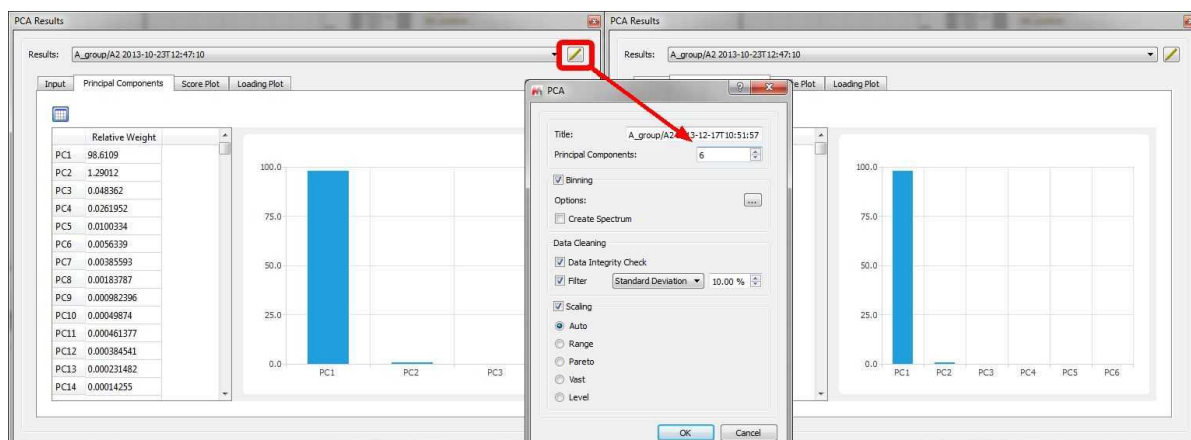 PCA Results
Results: A_group/A2 2013-10-23T12:47:10
Input Principal Components Score Plot Loading Plot
Relative Weight
PC1 98.6109
PC2 1.29012
PC3 0.048362
PC4 0.0261952
PC5 0.0100334
PC6 0.0056339
PC7 0.00385593
PC8 0.00183787
PC9 0.000982396
PC10 0.00049874
PC11 0.000461377
PC12 0.000384541
PC13 0.000231482
PC14 0.00014255
100.0
75.0
50.0
25.0
0.0
PC1 PC2 PC3
PCA
Title: A_group/A2 13-12-17T10:51:57
Principal Components: 6
Binning
Options: ...
Create Spectrum
Data Cleaning
Data Integrity Check
Filter Standard Deviation 10.00 %
Scaling
Auto
Range
Pareto
Vast
Level
OK Cancel
PCA Results
Results: A_group/A2 2013-10-23T12:47:10
Plot Loading Plot
100.0
75.0
50.0
25.0
0.0
PC1 PC2 PC3 PC4 PC5 PC6